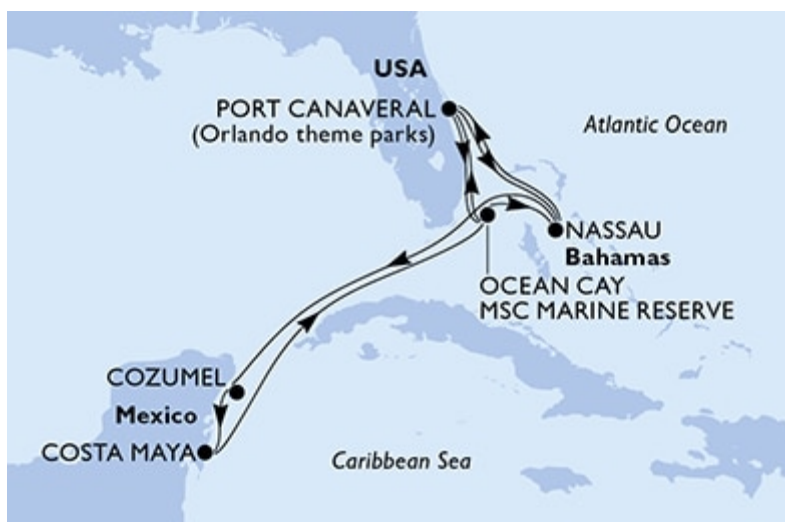 USA
PORT CANAVERAL
(Orlando theme parks)
Atlantic Ocean
NASSAU
Bahamas
OCEAN CAY
MSC MARINE RESERVE
COZUMEL
Mexico
COSTA MAYA
Caribbean Sea